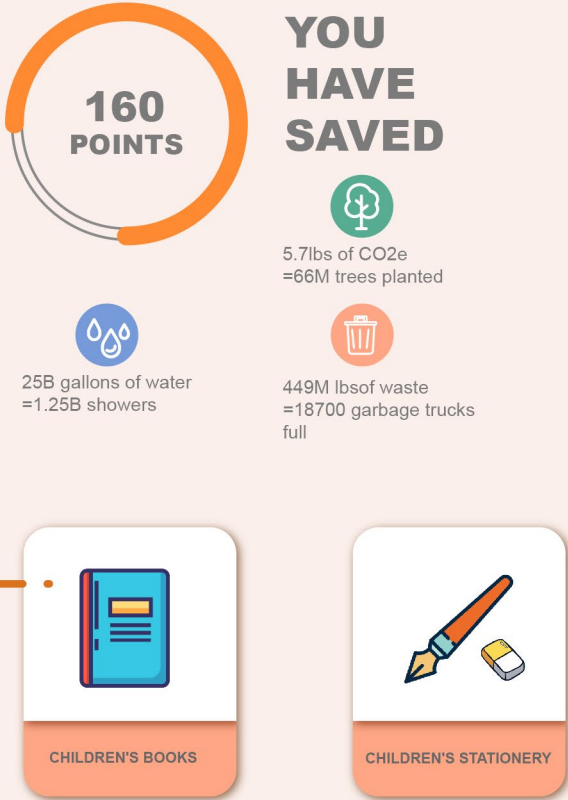 160
POINTS
YOU
HAVE
SAVED
5.7lbs of CO2e
=66M trees planted
25B gallons of water
=1.25B showers
449M lbsof waste
=18700 garbage trucks
full
CHILDREN'S BOOKS
CHILDREN'S STATIONERY